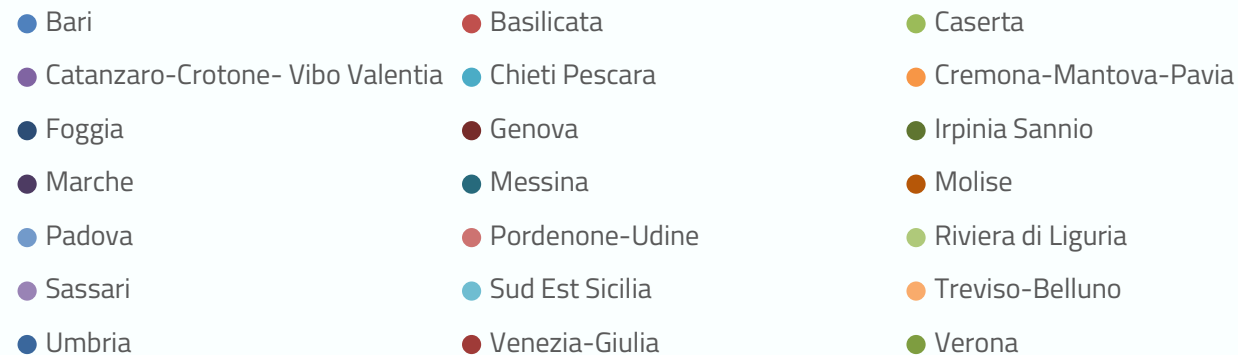 Bari Basilicata Caserta
Catanzaro-Crotone- Vibo Valentia Chieti Pescara Cremona-Mantova-Pavia
Foggia Genova Irpinia Sannio
Marche Messina Molise
Padova Pordenone-Udine Riviera di Liguria
Sassari Sud Est Sicilia Treviso-Belluno
Umbria Venezia-Giulia Verona